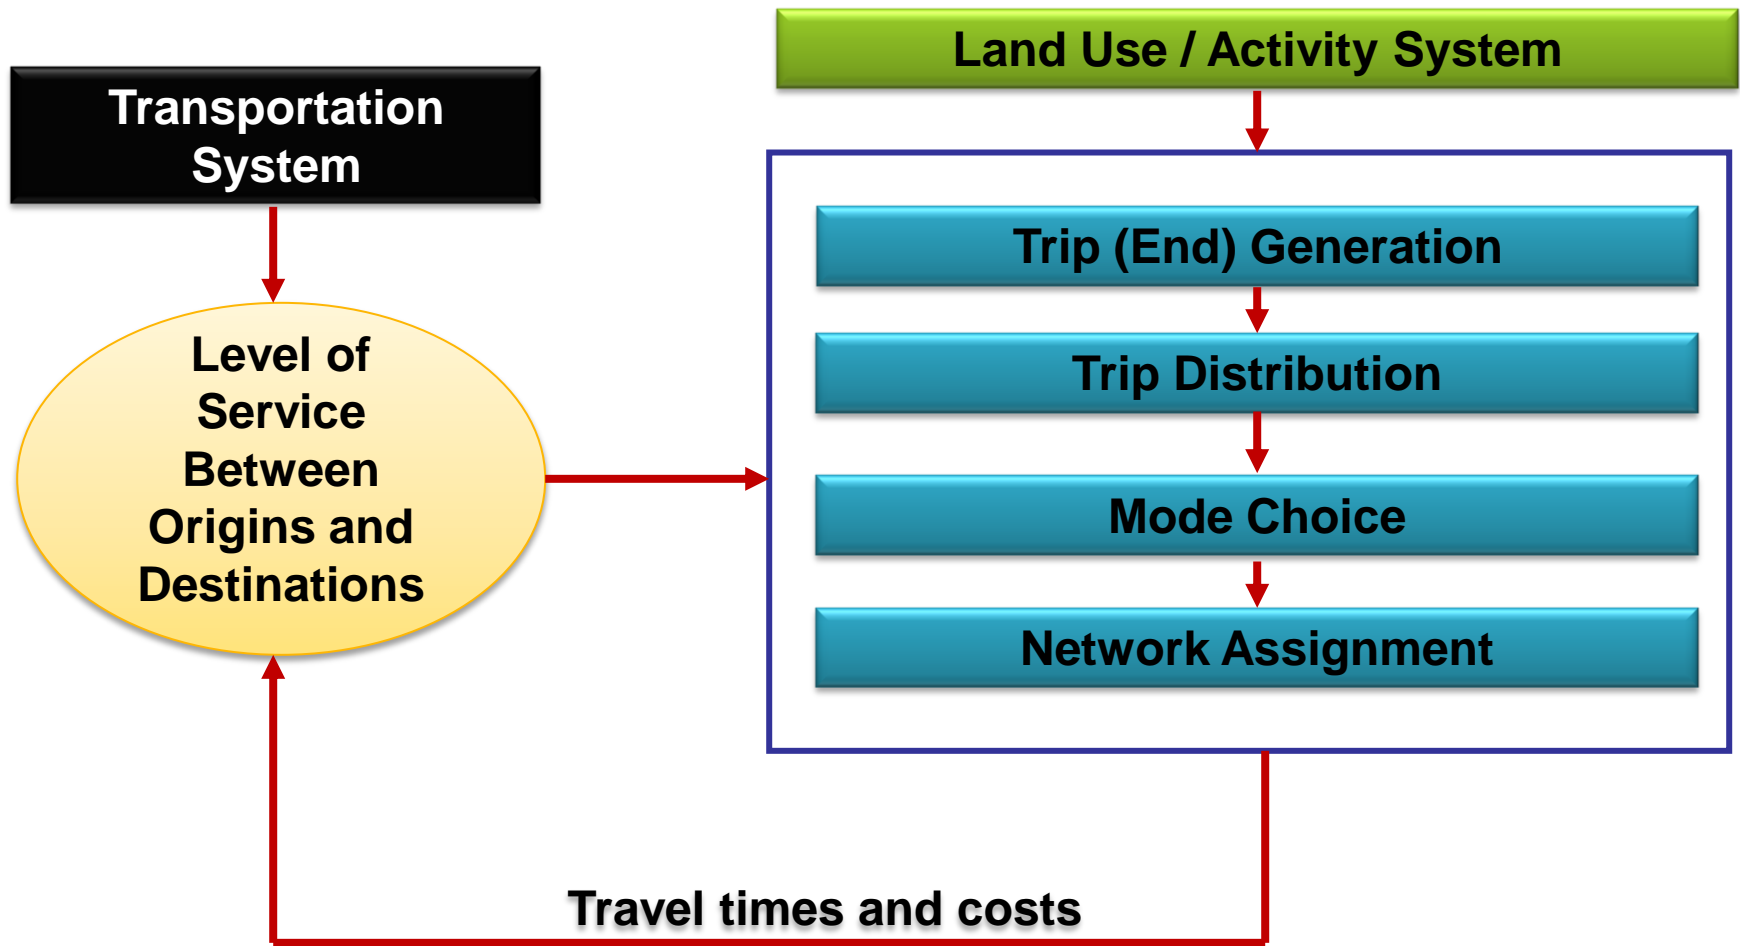 Land Use / Activity System
Transportation
System
Trip (End) Generation
Trip Distribution
Mode Choice
Network Assignment
Level of
Service
Between
Origins and
Destinations
Travel times and costs